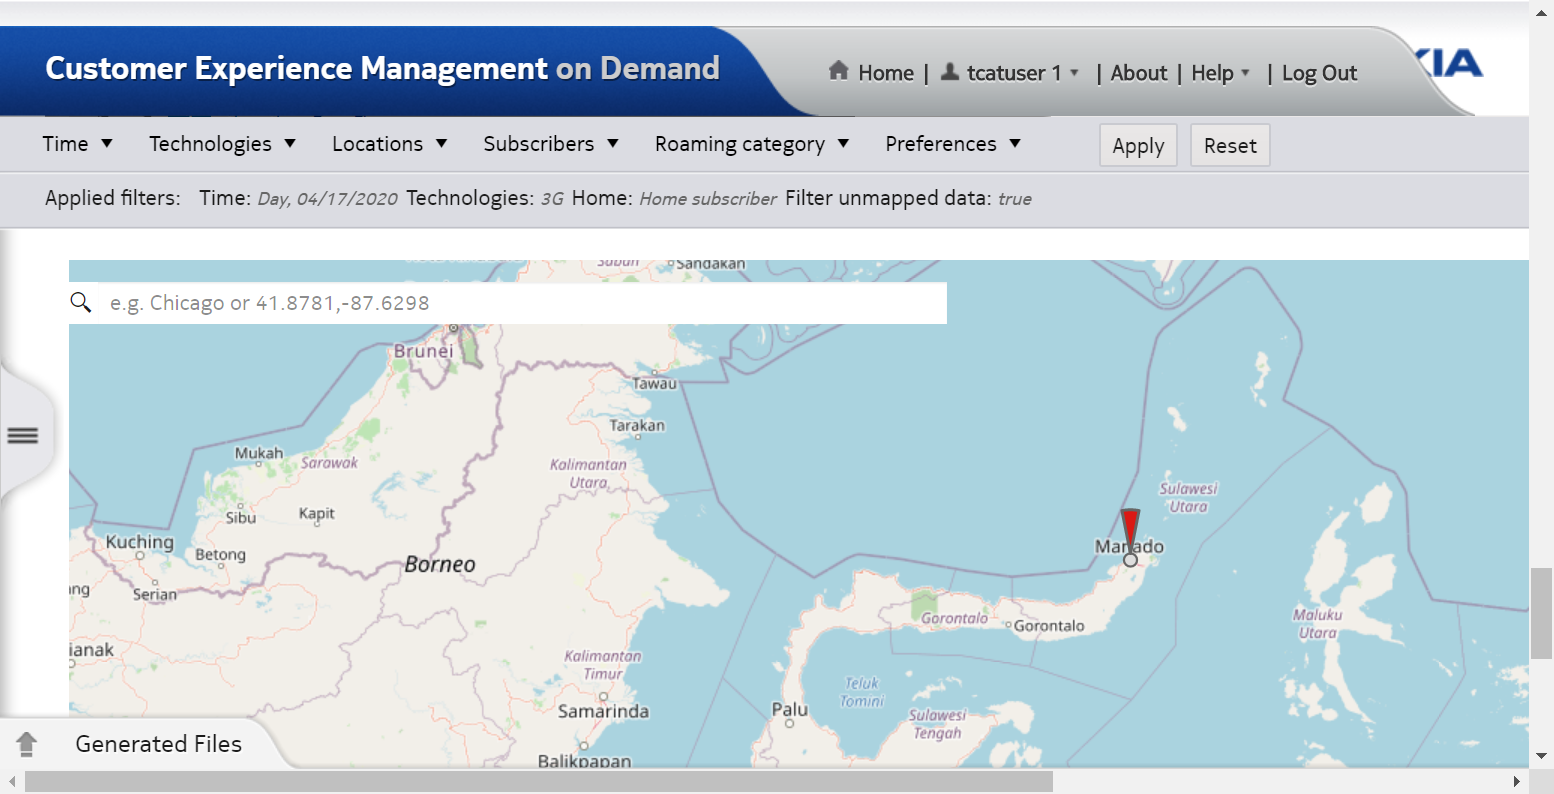 Customer Experience Management on Demand
Home | tcatuser 1 | About | Help | Log Out
KIA
Time Technologies Locations Subscribers Roaming category Preferences Apply Reset
Applied filters: Time: Day, 04/17/2020 Technologies: 3G Home: Home subscriber Filter unmapped data: true
Sandakan
e.g. Chicago or 41.8781,-87.6298
Brunei
Tawau
Tarakan
Mukah
Sarawak
Kalimantan
Utara
Sulawesi
Utara
Sibu
Kapit
Kuching
Betong
Borneo
Manado
Serian
ng
Gorontalo
Gorontalo
Maluku
Utara
ianak
Kalimantan
Timur
Teluk
Tomini
Samarinda
Palu
Sulawesi
Tengah
Generated Files
Balikpapan